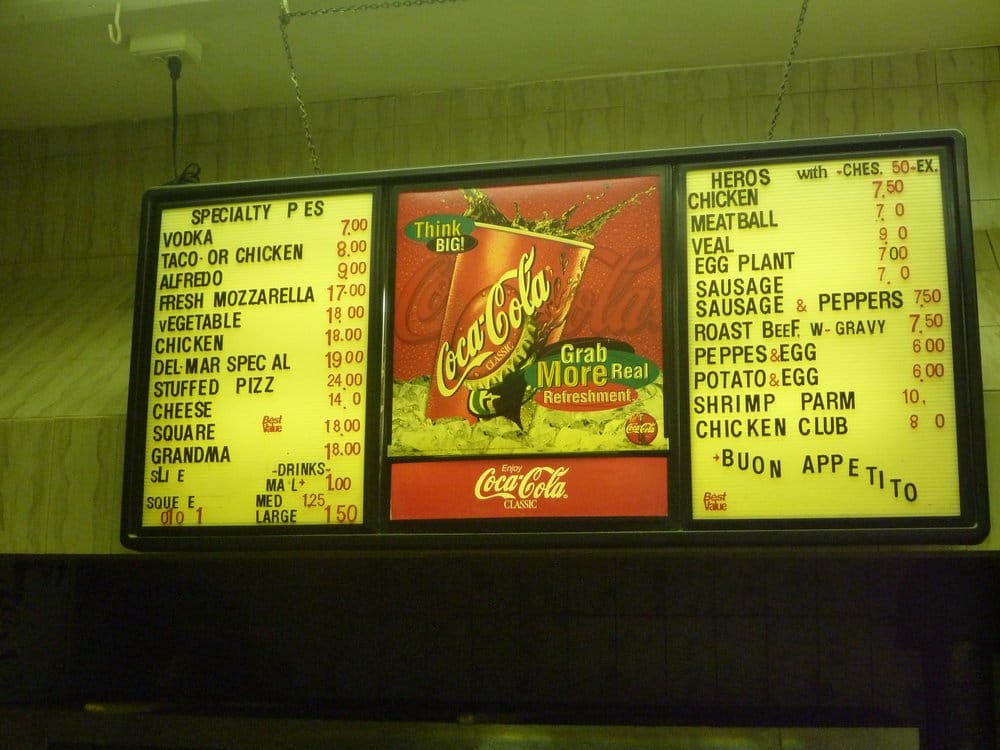 SPECIALTY P ES
VODKA 7.00
TACO- OR CHICKEN 8.00
ALFREDO 9.00
FRESH MOZZARELLA 17.00
vEGETABLE 18 00
CHICKEN 18.00
DEL-MAR SPEC AL 19 00
STUFFED PIZZ 24.00
CHEESE 14. 0
SQUARE Best Value 18.00
GRANDMA 18.00
SLI E -DRINKS-
MA L+ 1.00
SQUE E MED 1.25
LARGE 1 50
Think
BIG!
Coca-Cola
CLASSIC
Grab
More Real
Refreshment.
Coca-Cola
Enjoy
Coca-Cola
CLASSIC
HEROS with -CHES. 50-EX.
CHICKEN 7.50
MEAT BALL 7. 0
VEAL 9 0
EGG PLANT 7 00
SAUSAGE 7. 0
SAUSAGE & PEPPERS 7.50
ROAST BEEF. W- GRAVY 7.50
PEPPES & EGG 6 00
POTATO & EGG 6.00
SHRIMP PARM 10.
CHICKEN CLUB 8 0
BUON APPETITO
Best Value